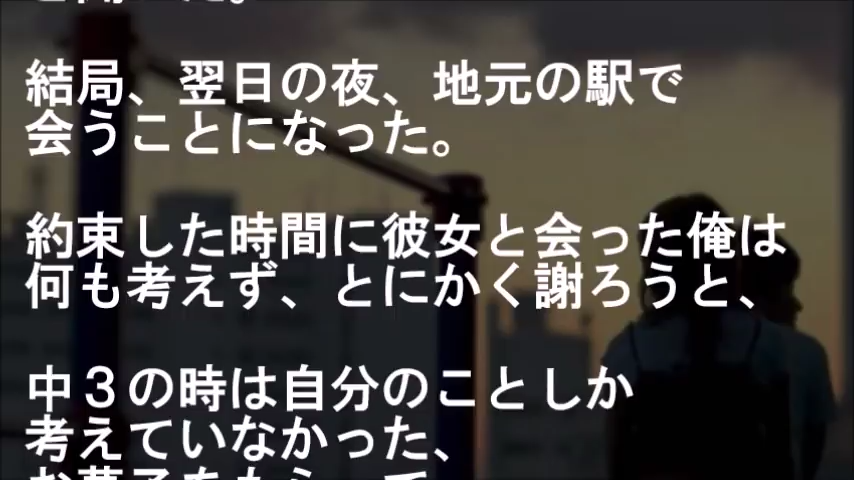 結局、翌日の夜、地元の駅で
会うことになった。
約束した時間に彼女と会った俺は
何も考えず、とにかく謝ろうと、
中３の時は自分のことしか
考えていなかった、